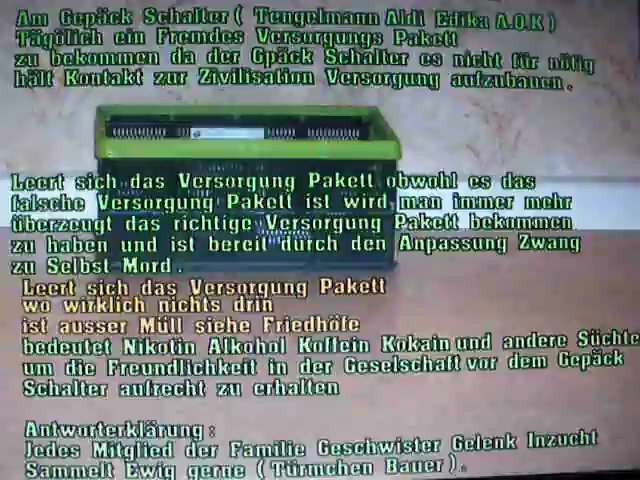 Am Gepäck Schalter ( Tengelmann Aldi Edika A.O.K )
Tägölich ein Fremdes Versorgungs Pakett
zu bekommen da der Gpäck Schalter es nicht für nötig
hält Kontakt zur Zivilisation Versorgung aufzubauen.
Leert sich das Versorgung Pakett obwohl es das
falsche Versorgung Pakett ist wird man immer mehr
überzeugt das richtige Versorgung Pakett bekommen
zu haben und ist bereit durch den Anpassung Zwang
zu Selbst Mord.
Leert sich das Versorgung Pakett
wo wirklich nichts drin
ist ausser Müll siehe Friedhöfe
bedeutet Nikotin Alkohol Koffein Kokain und andere Süchte
um die Freundlichkeit in der Geselschaft vor dem Gepäck
Schalter aufrecht zu erhalten
Antworterklärung :
Jedes Mitglied der Familie Geschwister Gelenk Inzucht
Sammelt Ewig gerne ( Türmchen Bauer ).